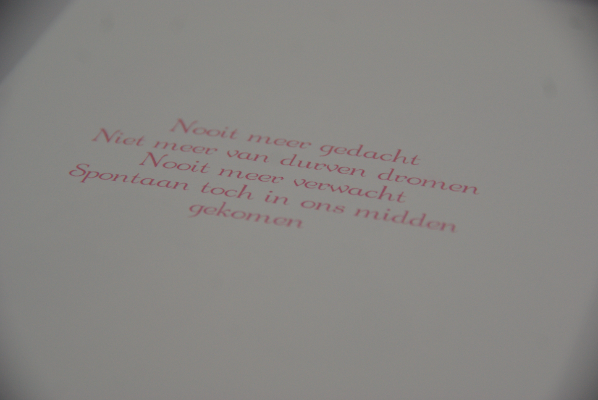 Nooit meer gedacht
Niet meer van durven dromen
Nooit meer verwacht
Spontaan toch in ons midden
gekomen